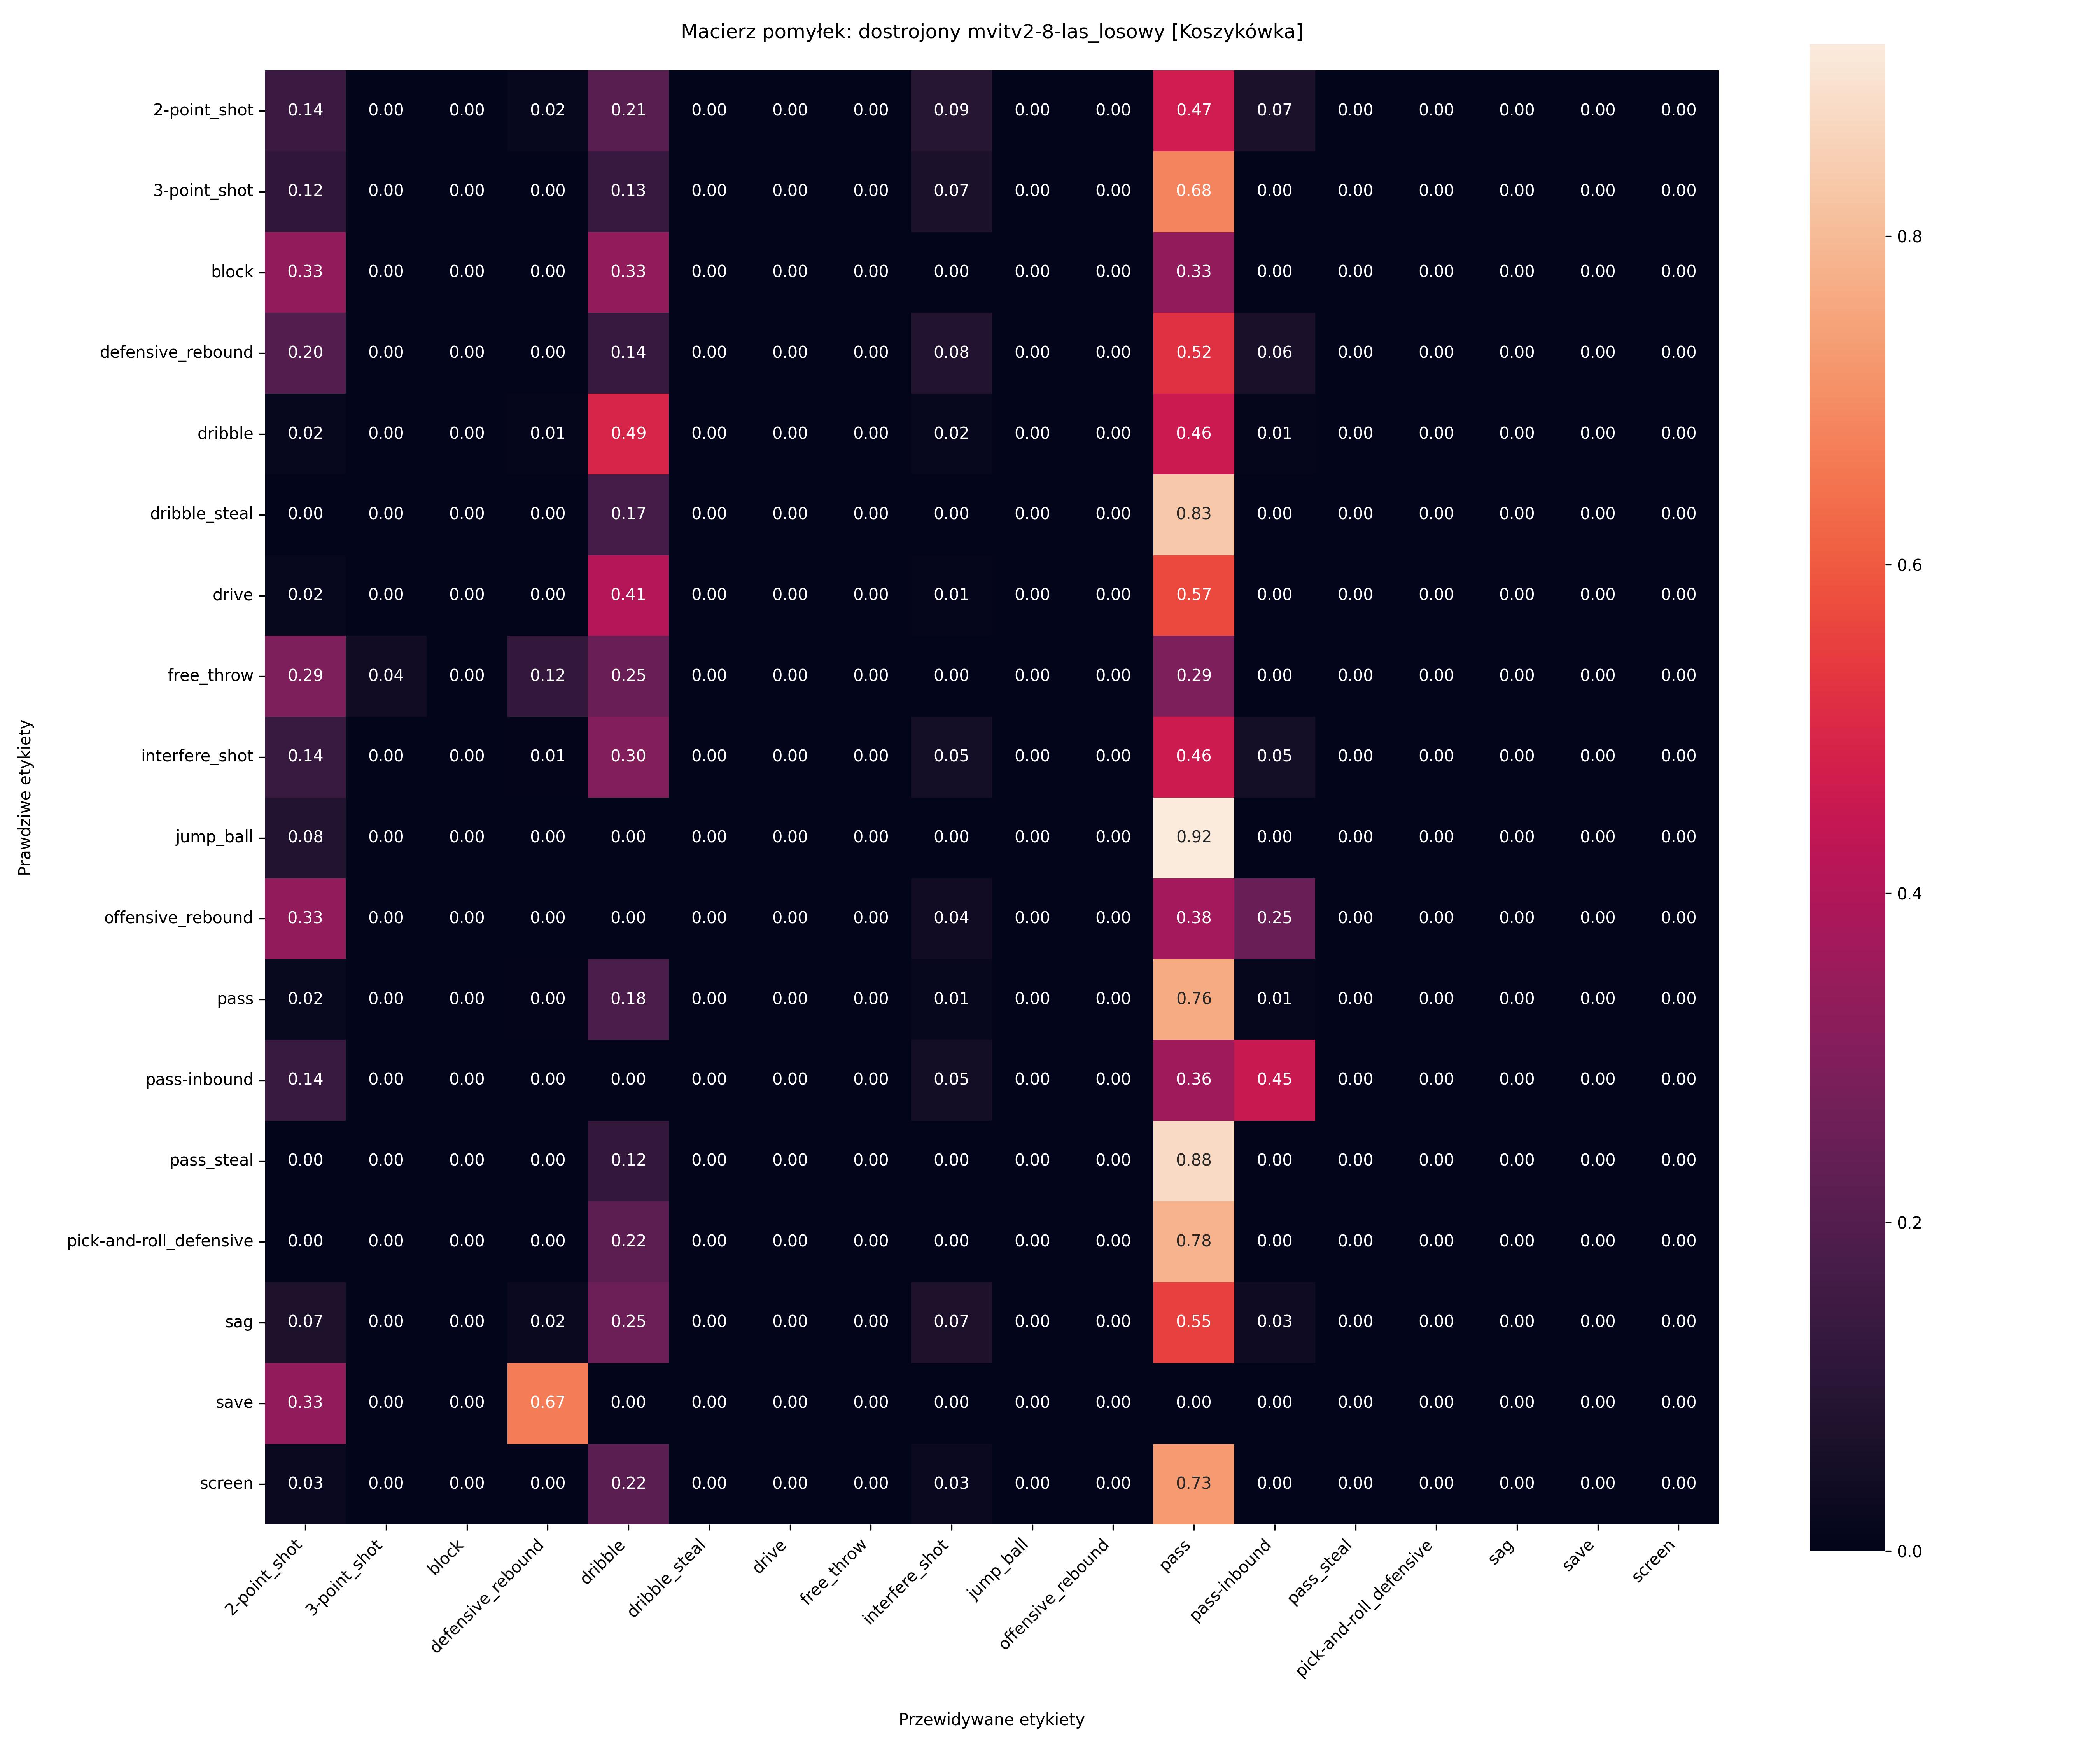 Macierz pomyłek: dostrojony mvitv2-8-las_losowy [Koszykówka]
Prawdziwe etykiety
2-point_shot 0.14 0.00 0.00 0.02 0.21 0.00 0.00 0.00 0.09 0.00 0.00 0.47 0.07 0.00 0.00 0.00 0.00 0.00
3-point_shot 0.12 0.00 0.00 0.00 0.13 0.00 0.00 0.00 0.07 0.00 0.00 0.68 0.00 0.00 0.00 0.00 0.00 0.00
block 0.33 0.00 0.00 0.00 0.33 0.00 0.00 0.00 0.00 0.00 0.00 0.33 0.00 0.00 0.00 0.00 0.00 0.00
defensive_rebound 0.20 0.00 0.00 0.00 0.14 0.00 0.00 0.00 0.08 0.00 0.00 0.52 0.06 0.00 0.00 0.00 0.00 0.00
dribble 0.02 0.00 0.00 0.01 0.49 0.00 0.00 0.00 0.02 0.00 0.00 0.46 0.01 0.00 0.00 0.00 0.00 0.00
dribble_steal 0.00 0.00 0.00 0.00 0.17 0.00 0.00 0.00 0.00 0.00 0.00 0.83 0.00 0.00 0.00 0.00 0.00 0.00
drive 0.02 0.00 0.00 0.00 0.41 0.00 0.00 0.00 0.01 0.00 0.00 0.57 0.00 0.00 0.00 0.00 0.00 0.00
free_throw 0.29 0.04 0.00 0.12 0.25 0.00 0.00 0.00 0.00 0.00 0.00 0.29 0.00 0.00 0.00 0.00 0.00 0.00
interfere_shot 0.14 0.00 0.00 0.01 0.30 0.00 0.00 0.00 0.05 0.00 0.00 0.46 0.05 0.00 0.00 0.00 0.00 0.00
jump_ball 0.08 0.00 0.00 0.00 0.00 0.00 0.00 0.00 0.00 0.00 0.00 0.92 0.00 0.00 0.00 0.00 0.00 0.00
offensive_rebound 0.33 0.00 0.00 0.00 0.00 0.00 0.00 0.00 0.04 0.00 0.00 0.38 0.25 0.00 0.00 0.00 0.00 0.00
pass 0.02 0.00 0.00 0.00 0.18 0.00 0.00 0.00 0.01 0.00 0.00 0.76 0.01 0.00 0.00 0.00 0.00 0.00
pass-inbound 0.14 0.00 0.00 0.00 0.00 0.00 0.00 0.00 0.05 0.00 0.00 0.36 0.45 0.00 0.00 0.00 0.00 0.00
pass_steal 0.00 0.00 0.00 0.00 0.12 0.00 0.00 0.00 0.00 0.00 0.00 0.88 0.00 0.00 0.00 0.00 0.00 0.00
pick-and-roll_defensive 0.00 0.00 0.00 0.00 0.22 0.00 0.00 0.00 0.00 0.00 0.00 0.78 0.00 0.00 0.00 0.00 0.00 0.00
sag 0.07 0.00 0.00 0.02 0.25 0.00 0.00 0.00 0.07 0.00 0.00 0.55 0.03 0.00 0.00 0.00 0.00 0.00
save 0.33 0.00 0.00 0.67 0.00 0.00 0.00 0.00 0.00 0.00 0.00 0.00 0.00 0.00 0.00 0.00 0.00 0.00
screen 0.03 0.00 0.00 0.00 0.22 0.00 0.00 0.00 0.03 0.00 0.00 0.73 0.00 0.00 0.00 0.00 0.00 0.00
2-point_shot
3-point_shot
block
defensive_rebound
dribble
dribble_steal
drive
free_throw
interfere_shot
jump_ball
offensive_rebound
pass
pass-inbound
pass_steal
pick-and-roll_defensive
sag
save
screen
Przewidywane etykiety
0.8
0.6
0.4
0.2
0.0